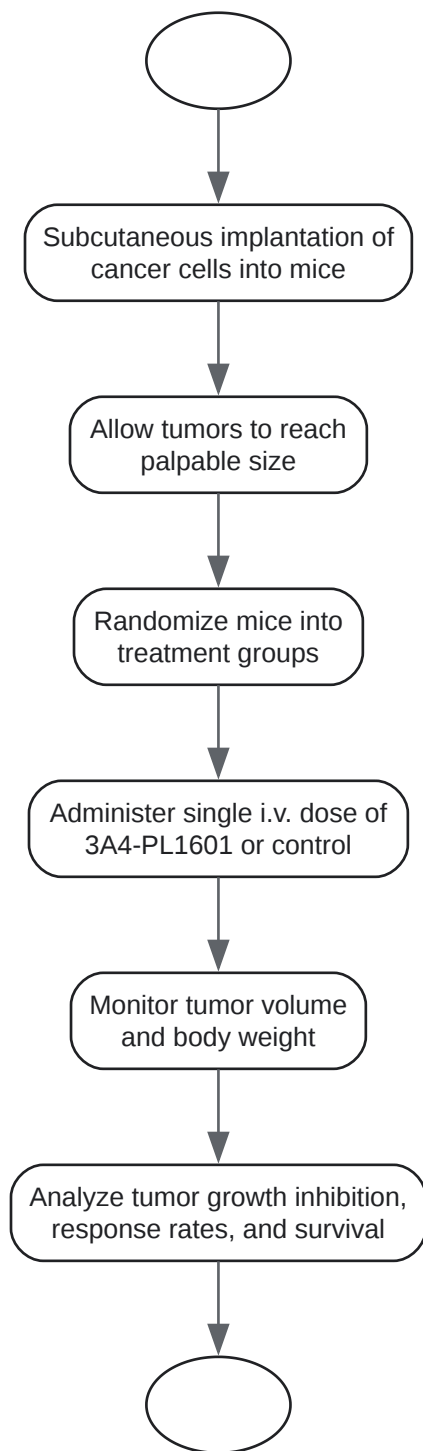 Subcutaneous implantation of
cancer cells into mice
Allow tumors to reach
palpable size
Randomize mice into
treatment groups
Administer single i.v. dose of
3A4-PL1601 or control
Monitor tumor volume
and body weight
Analyze tumor growth inhibition,
response rates, and survival